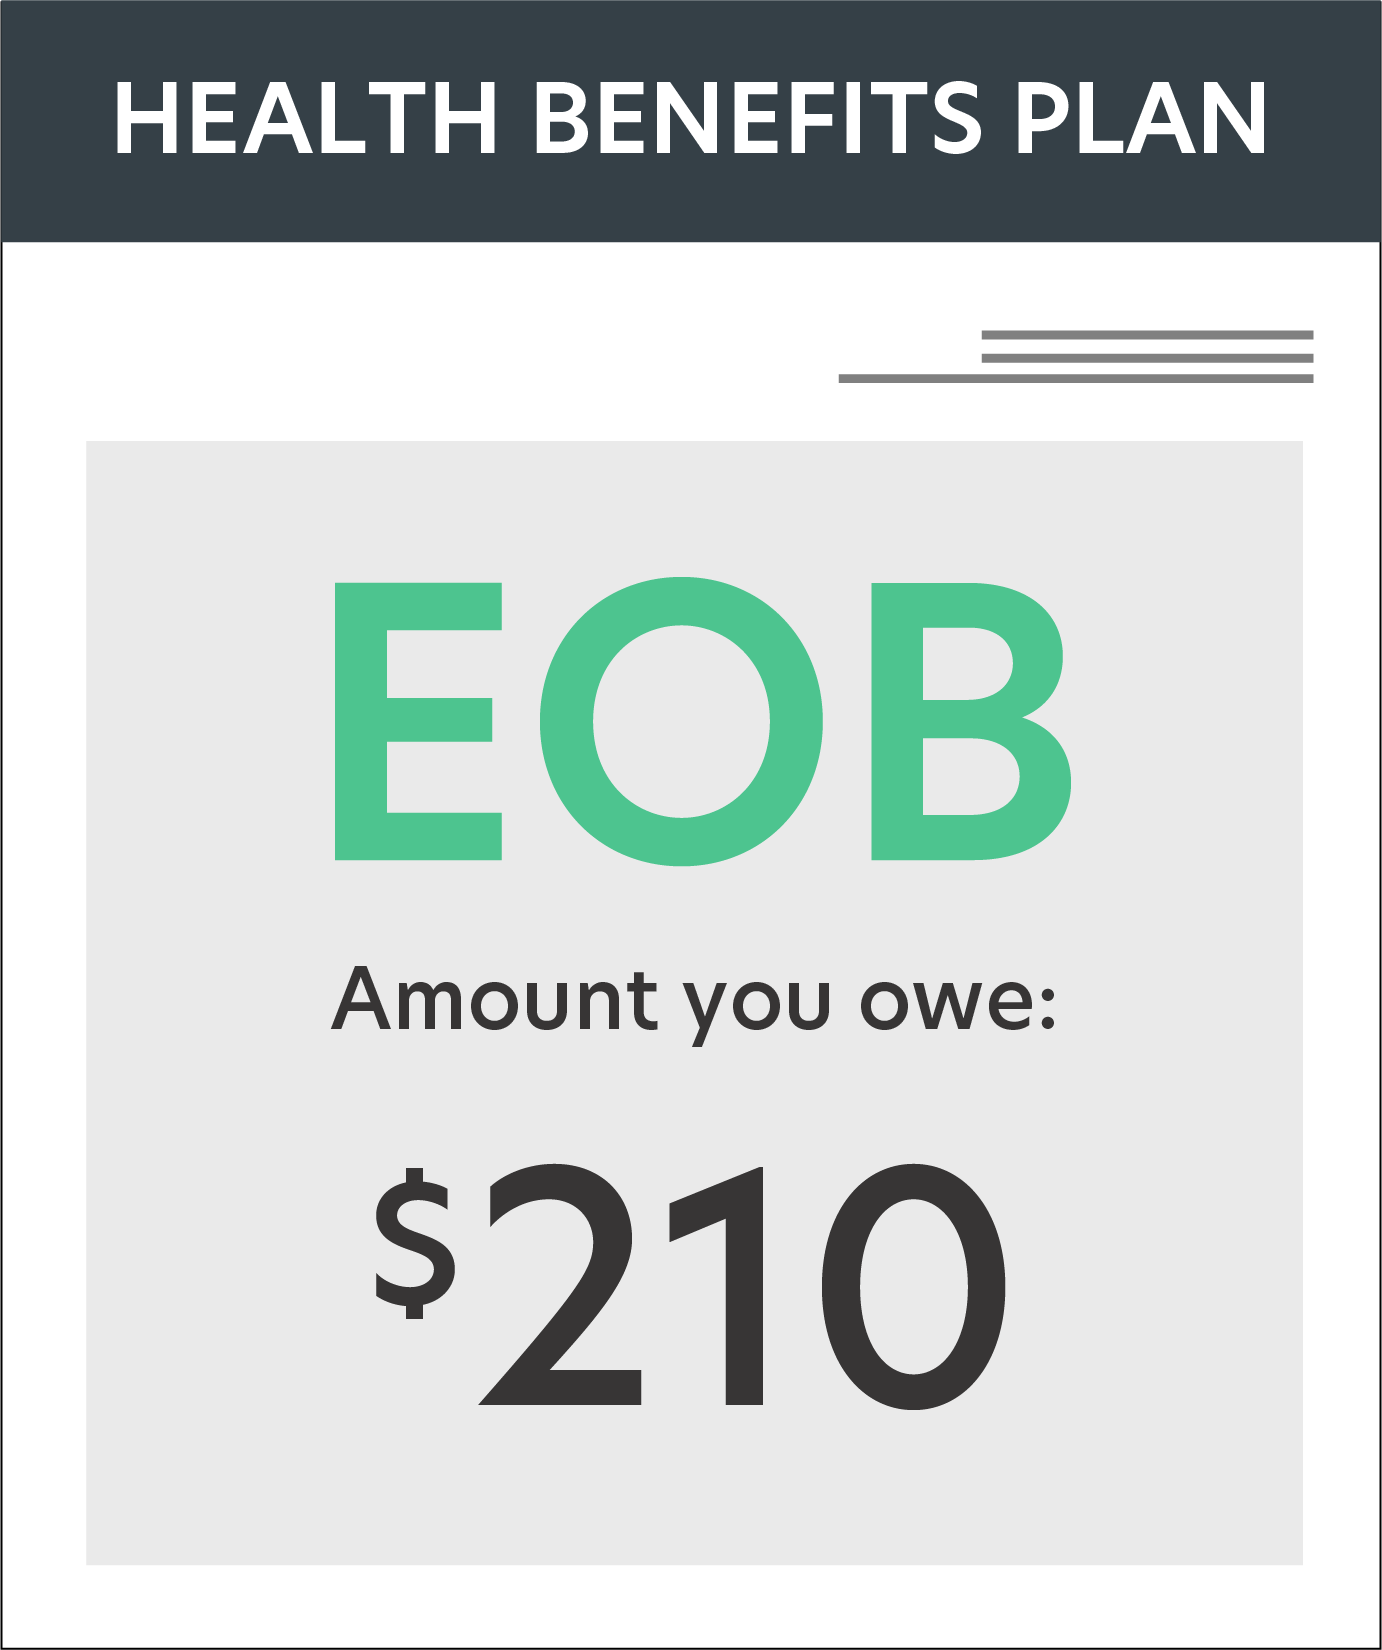 HEALTH BENEFITS PLAN
EOB
Amount you owe:
$210